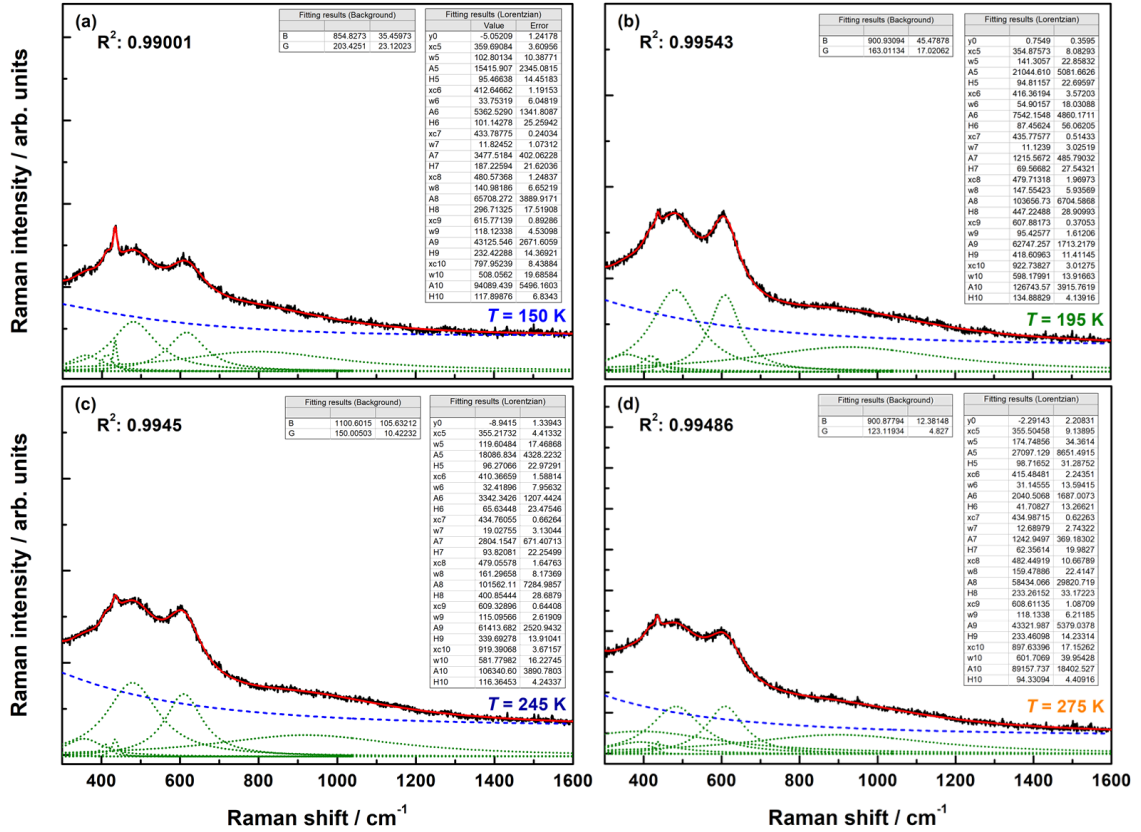 (a)
R²: 0.99001
Fitting results (Background)
B 854.8273 35.45973
G 203.4251 23.12023
Fitting results (Lorentzian)
Value Error
y0 -5.05209 1.24178
xc5 359.69084 3.60956
w5 102.80134 10.38771
A5 15415.907 2345.0815
H5 95.46638 14.45183
xc6 412.64662 1.19153
w6 33.75319 6.04819
A6 5362.5290 1341.8087
H6 101.14278 25.25942
xc7 433.78775 0.24034
w7 11.82452 1.07312
A7 3477.5184 402.06228
H7 187.22594 21.62036
xc8 480.57368 1.24837
w8 140.98186 6.65219
A8 65708.272 3889.9171
H8 296.71325 17.51908
xc9 615.77139 0.89286
w9 118.12338 4.53098
A9 43125.546 2671.6059
H9 232.42288 14.36921
xc10 797.95239 8.43884
w10 508.0562 19.68584
A10 94089.439 5496.1603
H10 117.89876 6.8343
T = 150 K
(b)
R²: 0.99543
Fitting results (Background)
B 900.93094 45.47878
G 163.01134 17.02062
Fitting results (Lorentzian)
y0 0.7549 0.3595
xc5 354.87573 8.08293
w5 141.3057 22.85832
A5 21044.610 5081.6626
H5 94.81157 22.69597
xc6 416.36194 3.57203
w6 54.90157 18.03088
A6 7542.1548 4860.1711
H6 87.45624 56.06205
xc7 435.77577 0.51433
w7 11.1239 3.02519
A7 1215.5672 485.79032
H7 69.56682 27.54321
xc8 479.71318 1.96973
w8 147.55423 5.93569
A8 103656.73 6704.5868
H8 447.22488 28.90993
xc9 607.88173 0.37053
w9 95.42577 1.61206
A9 62747.257 1713.2179
H9 418.60963 11.41145
xc10 922.73827 3.01275
w10 598.17991 13.91663
A10 126743.57 3915.7619
H10 134.88829 4.13916
T = 195 K
(c)
R²: 0.9945
Fitting results (Background)
B 1100.6015 105.63212
G 150.00503 10.42232
Fitting results (Lorentzian)
y0 -8.9415 1.33943
xc5 355.21732 4.41332
w5 119.60484 17.46868
A5 18086.834 4328.2232
H5 96.27066 22.97291
xc6 410.36659 1.58814
w6 32.41896 7.95632
A6 3342.3426 1207.4424
H6 65.63448 23.47546
xc7 434.76055 0.66264
w7 19.02755 3.13044
A7 2804.1547 671.40713
H7 93.82081 22.25499
xc8 479.05578 1.64763
w8 161.29658 8.17369
A8 101562.11 7284.9857
H8 400.85444 28.6879
xc9 609.32896 0.64408
w9 115.09566 2.61909
A9 61413.682 2520.9432
H9 339.69278 13.91041
xc10 919.39068 3.67157
w10 581.77982 16.22745
A10 106340.60 3890.7803
H10 116.36453 4.24337
T = 245 K
(d)
R²: 0.99486
Fitting results (Background)
B 900.87794 12.38148
G 123.11934 4.827
Fitting results (Lorentzian)
y0 -2.29143 2.20831
xc5 355.50458 9.13895
w5 174.74856 34.3614
A5 27097.129 8651.4915
H5 98.71652 31.28752
xc6 415.48481 2.24351
w6 31.14555 13.59415
A6 2040.5068 1687.0073
H6 41.70827 13.26621
xc7 434.98715 0.62263
w7 12.68979 2.74322
A7 1242.9497 369.18302
H7 62.35614 19.9827
xc8 482.44919 10.66789
w8 159.47886 22.4147
A8 58434.066 29820.719
H8 233.26152 33.17223
xc9 608.61135 1.08709
w9 118.1338 6.21185
A9 43321.987 5379.0378
H9 233.46098 14.23314
xc10 897.63396 17.15262
w10 601.7069 39.95428
A10 89157.737 18402.527
H10 94.33094 4.40916
T = 275 K
Raman intensity / arb. units
Raman intensity / arb. units
400 600 800 1000 1200 1400 1600
400 600 800 1000 1200 1400 1600
Raman shift / cm⁻¹
Raman shift / cm⁻¹